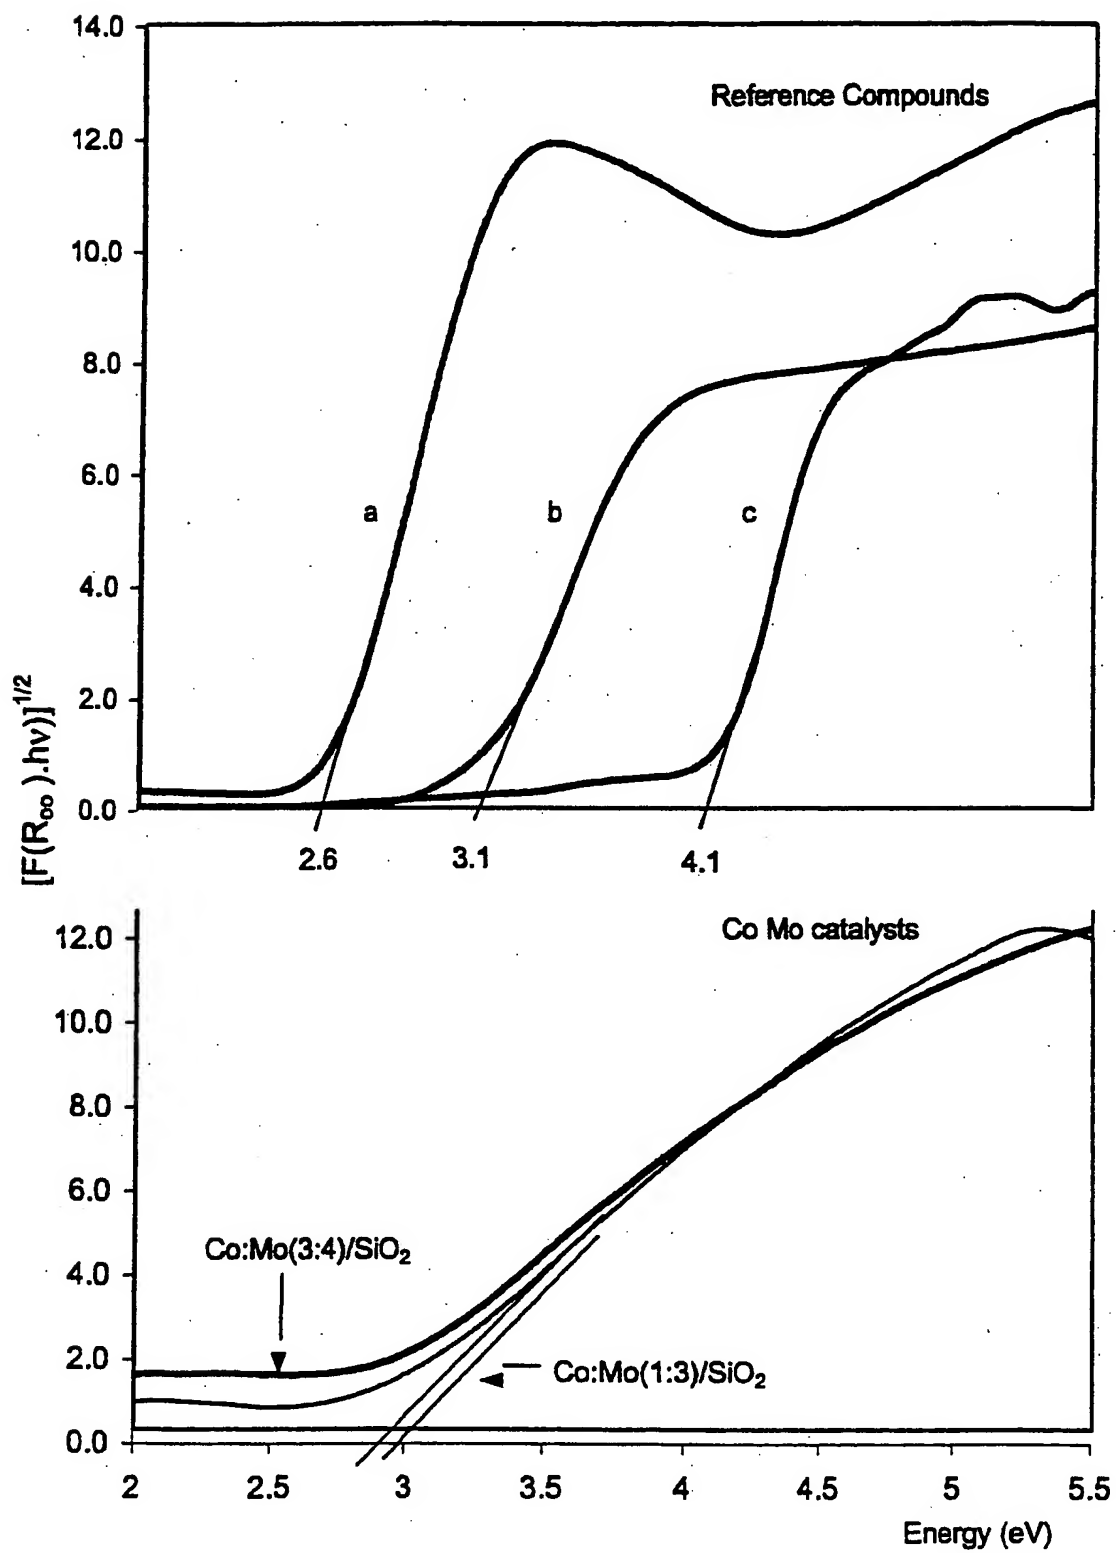 14.0
Reference Compounds
12.0
10.0
8.0
6.0
a b c
4.0
2.0
0.0
2.6 3.1 4.1
[F(R∞ ).hν)]1/2
Co Mo catalysts
12.0
10.0
8.0
6.0
Co:Mo(3:4)/SiO2
4.0
2.0
Co:Mo(1:3)/SiO2
0.0
2 2.5 3 3.5 4 4.5 5 5.5
Energy (eV)